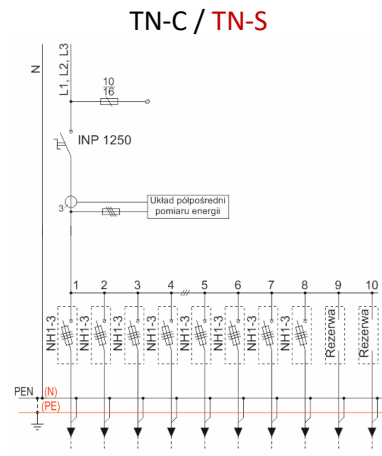 TN-C / TN-S
N
L1, L2, L3
10
16
INP 1250
3
Układ półpośredni
pomiaru energii
1 2 3 4 5 6 7 8 9 10
NH1-3 NH1-3 NH1-3 NH1-3 NH1-3 NH1-3 NH1-3 NH1-3 Rezerwa Rezerwa
PEN (N)
(PE)